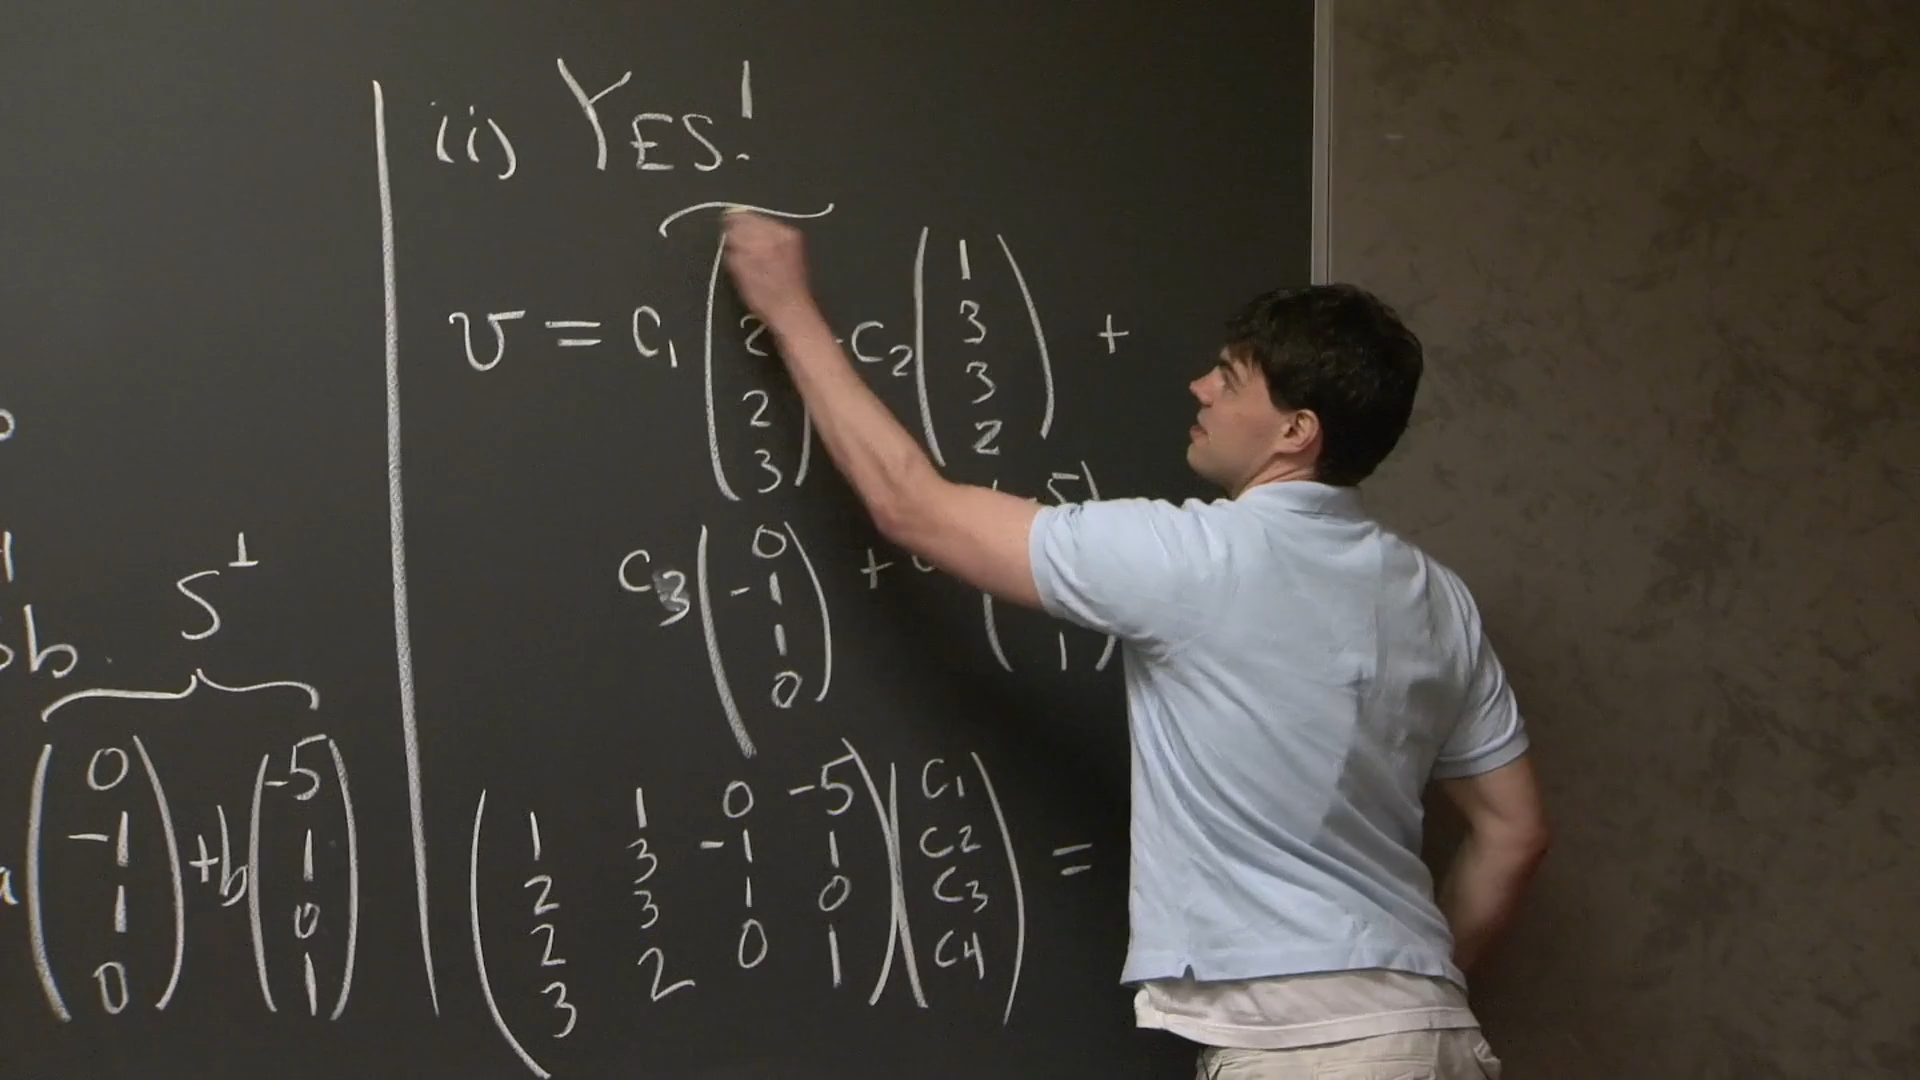 (ii) YES!
v = c1 ( 2 2 3 ) c2 ( 1 3 3 2 ) +
c3 ( 0 -1 1 0 ) + ( -5 1 )
( 1 1 0 -5 ) ( c1 )
( 2 3 -1 1 ) ( c2 ) =
( 2 3 1 0 ) ( c3 )
( 3 2 0 1 ) ( c4 )
b
S⊥
( 0 -1 1 0 ) + b ( -5 1 0 1 )